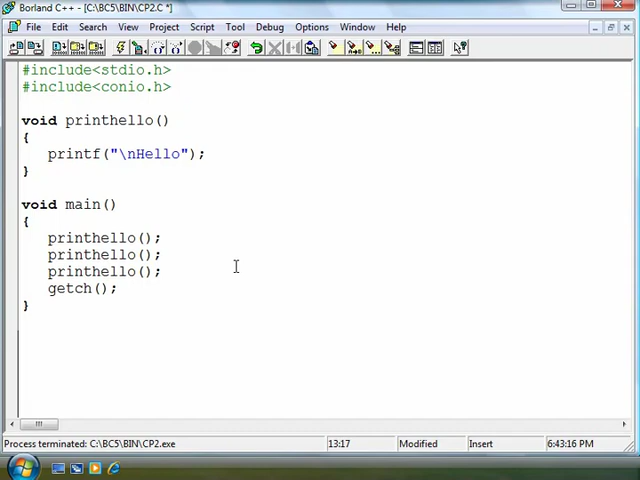 Borland C++ - [C:\BC5\BIN\CP2.C *]
File Edit Search View Project Script Tool Debug Options Window Help
#include<stdio.h>
#include<conio.h>
void printhello()
{
printf("\nHello");
}
void main()
{
printhello();
printhello();
printhello();
getch();
}
Process terminated: C:\BC5\BIN\CP2.exe 13:17 Modified Insert 6:43:16 PM